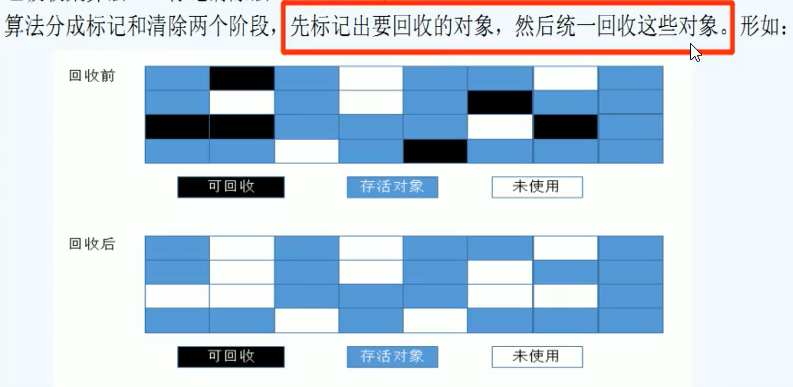 算法分成标记和清除两个阶段，先标记出要回收的对象，然后统一回收这些对象。形如：
回收前
可回收 存活对象 未使用
回收后
可回收 存活对象 未使用